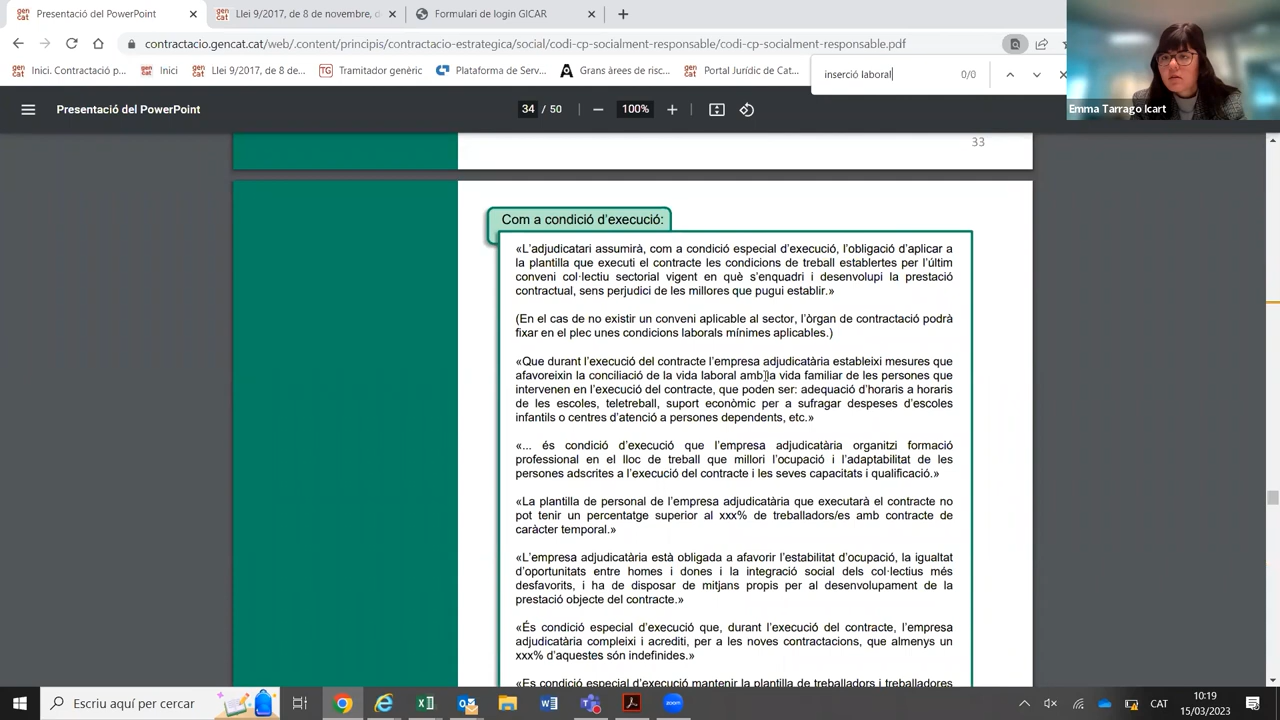 Presentació del PowerPoint
Llei 9/2017, de 8 de novembre, d
Formulari de login GICAR
contractacio.gencat.cat/web/.content/principis/contractacio-estrategica/social/codi-cp-socialment-responsable/codi-cp-socialment-responsable.pdf
Inici. Contractació p...
Inici
Llei 9/2017, de 8 de...
Tramitador genèric
Plataforma de Serv...
Grans àrees de risc...
Portal Jurídic de Cat...
inserció laboral
0/0
Emma Tarrago Icart
Presentació del PowerPoint
34 / 50
100%
33
Com a condició d’execució:
«L’adjudicatari assumirà, com a condició especial d’execució, l’obligació d’aplicar a
la plantilla que executi el contracte les condicions de treball establertes per l’últim
conveni col·lectiu sectorial vigent en què s’enquadri i desenvolupi la prestació
contractual, sens perjudici de les millores que pugui establir.»
(En el cas de no existir un conveni aplicable al sector, l’òrgan de contractació podrà
fixar en el plec unes condicions laborals mínimes aplicables.)
«Que durant l’execució del contracte l’empresa adjudicatària estableixi mesures que
afavoreixin la conciliació de la vida laboral amb la vida familiar de les persones que
intervenen en l’execució del contracte, que poden ser: adequació d’horaris a horaris
de les escoles, teletreball, suport econòmic per a sufragar despeses d’escoles
infantils o centres d’atenció a persones dependents, etc.»
«... és condició d’execució que l’empresa adjudicatària organitzi formació
professional en el lloc de treball que millori l’ocupació i l’adaptabilitat de les
persones adscrites a l’execució del contracte i les seves capacitats i qualificació.»
«La plantilla de personal de l’empresa adjudicatària que executarà el contracte no
pot tenir un percentatge superior al xxx% de treballadors/es amb contracte de
caràcter temporal.»
«L’empresa adjudicatària està obligada a afavorir l’estabilitat d’ocupació, la igualtat
d’oportunitats entre homes i dones i la integració social dels col·lectius més
desfavorits, i ha de disposar de mitjans propis per al desenvolupament de la
prestació objecte del contracte.»
«És condició especial d’execució que, durant l’execució del contracte, l’empresa
adjudicatària compleixi i acrediti, per a les noves contractacions, que almenys un
xxx% d’aquestes són indefinides.»
«Es condició especial d’execució mantenir la plantilla de treballadors i treballadores
Escriu aquí per cercar
CAT
10:19
15/03/2023